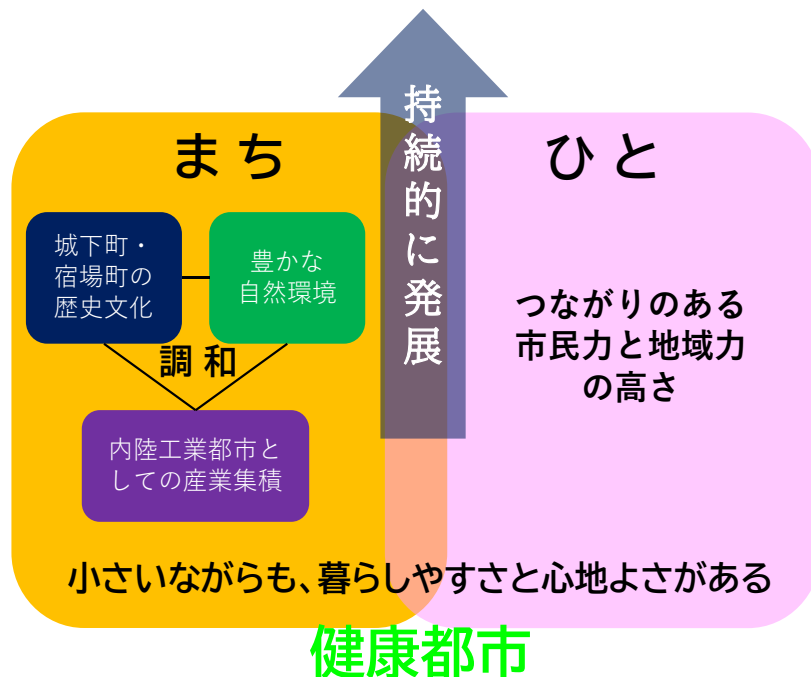 持続的に発展
まち
ひと
城下町・
宿場町の
歴史文化
豊かな
自然環境
調和
内陸工業都市と
しての産業集積
つながりのある
市民力と地域力
の高さ
小さいながらも、暮らしやすさと心地よさがある
健康都市